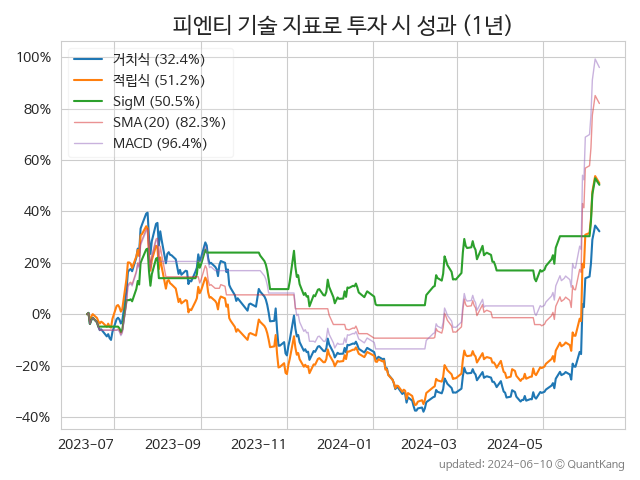 피엔티 기술 지표로 투자 시 성과 (1년)
100%
80%
60%
40%
20%
0%
−20%
−40%
거치식 (32.4%)
적립식 (51.2%)
SigM (50.5%)
SMA(20) (82.3%)
MACD (96.4%)
2023-07
2023-09
2023-11
2024-01
2024-03
2024-05
updated: 2024-06-10 © QuantKang